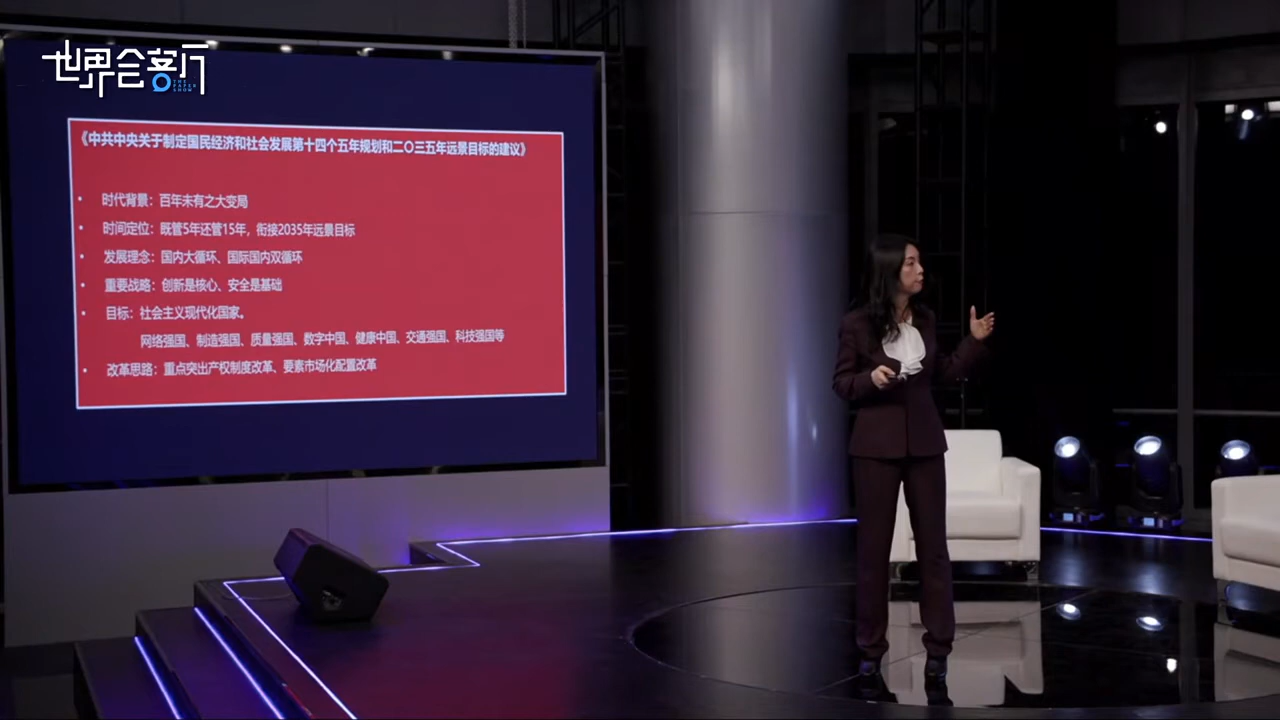 世界会客厅
THE
PAPER
SHOW
《中共中央关于制定国民经济和社会发展第十四个五年规划和二〇三五年远景目标的建议》
• 时代背景：百年未有之大变局
• 时间定位：既管5年还管15年，衔接2035年远景目标
• 发展理念：国内大循环、国际国内双循环
• 重要战略：创新是核心、安全是基础
• 目标：社会主义现代化国家。
网络强国、制造强国、质量强国、数字中国、健康中国、交通强国、科技强国等
• 改革思路：重点突出产权制度改革、要素市场化配置改革